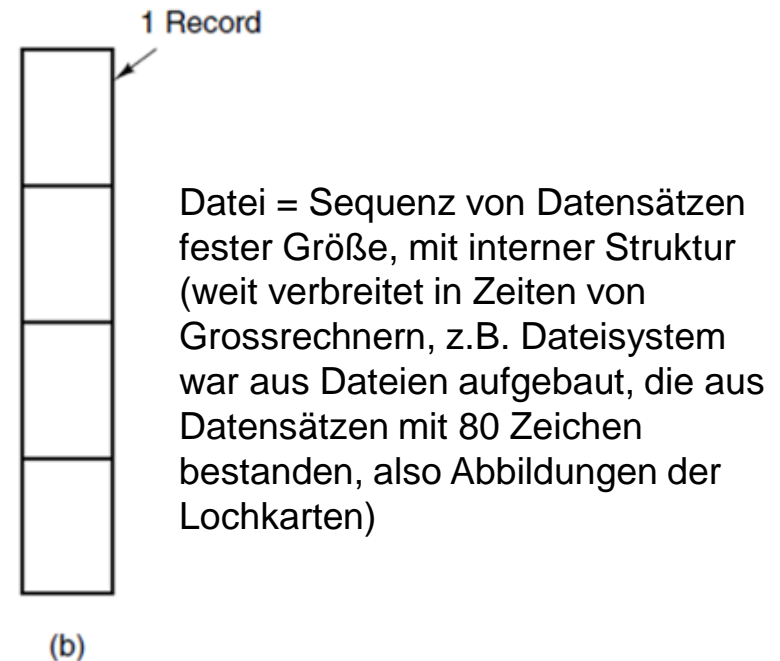 1 Record
Datei = Sequenz von Datensätzen
fester Größe, mit interner Struktur
(weit verbreitet in Zeiten von
Grossrechnern, z.B. Dateisystem
war aus Dateien aufgebaut, die aus
Datensätzen mit 80 Zeichen
bestanden, also Abbildungen der
Lochkarten)
(b)